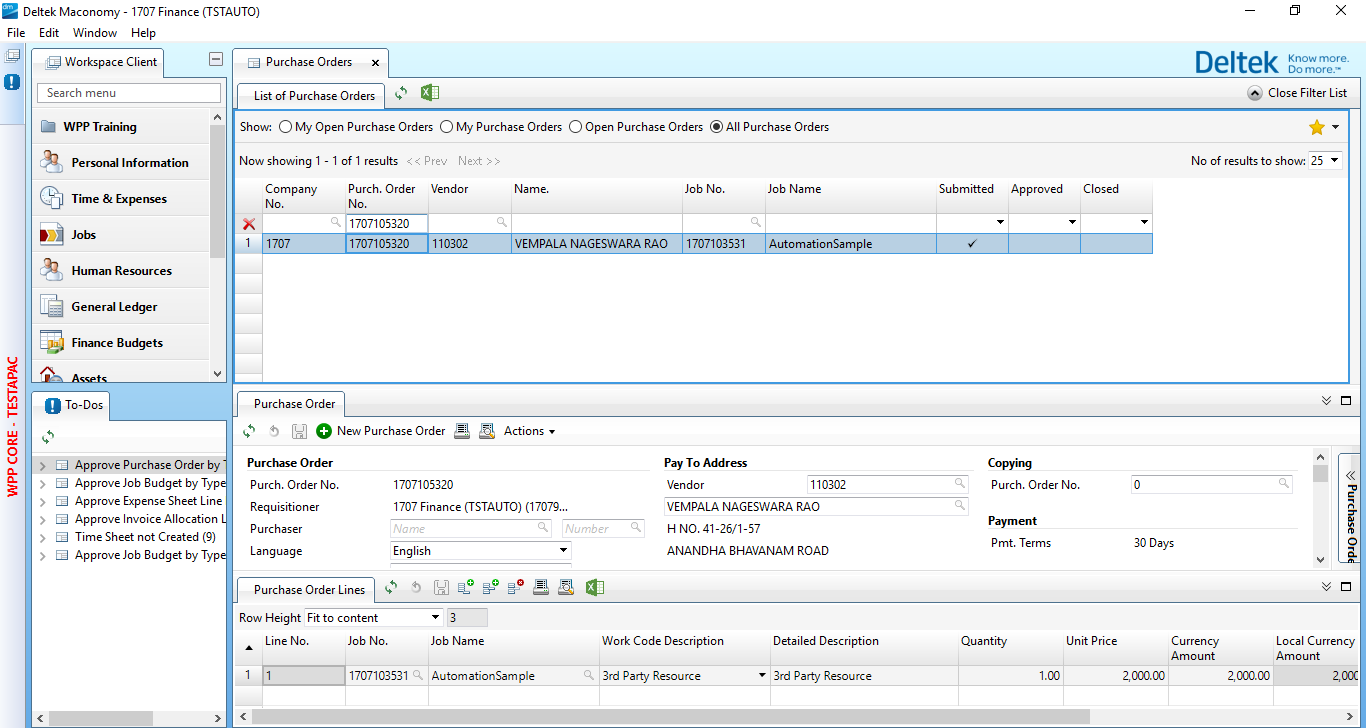 Deltek Maconomy - 1707 Finance (TSTAUTO)
File Edit Window Help
Workspace Client
Purchase Orders
Deltek Know more. Do more.™
Search menu
List of Purchase Orders
Close Filter List
WPP Training
Personal Information
Time & Expenses
Jobs
Human Resources
General Ledger
Finance Budgets
Assets
Show: My Open Purchase Orders My Purchase Orders Open Purchase Orders All Purchase Orders
Now showing 1 - 1 of 1 results << Prev Next >>
No of results to show: 25
Company No. Purch. Order No. Vendor Name. Job No. Job Name Submitted Approved Closed
1707105320
1 1707 1707105320 110302 VEMPALA NAGESWARA RAO 1707103531 AutomationSample ✓
WPP CORE - TESTAPAC
To-Dos
Approve Purchase Order by T
Approve Job Budget by Type
Approve Expense Sheet Line
Approve Invoice Allocation L
Time Sheet not Created (9)
Approve Job Budget by Type
Purchase Order
New Purchase Order Actions
Purchase Order
Purch. Order No. 1707105320
Requisitioner 1707 Finance (TSTAUTO) (17079...
Purchaser Name Number
Language English
Pay To Address
Vendor 110302
VEMPALA NAGESWARA RAO
H NO. 41-26/1-57
ANANDHA BHAVANAM ROAD
Copying
Purch. Order No. 0
Payment
Pmt. Terms 30 Days
Purchase Orde
Purchase Order Lines
Row Height Fit to content 3
Line No. Job No. Job Name Work Code Description Detailed Description Quantity Unit Price Currency Amount Local Currency Amount
1 1 1707103531 AutomationSample 3rd Party Resource 3rd Party Resource 1.00 2,000.00 2,000.00 2,000